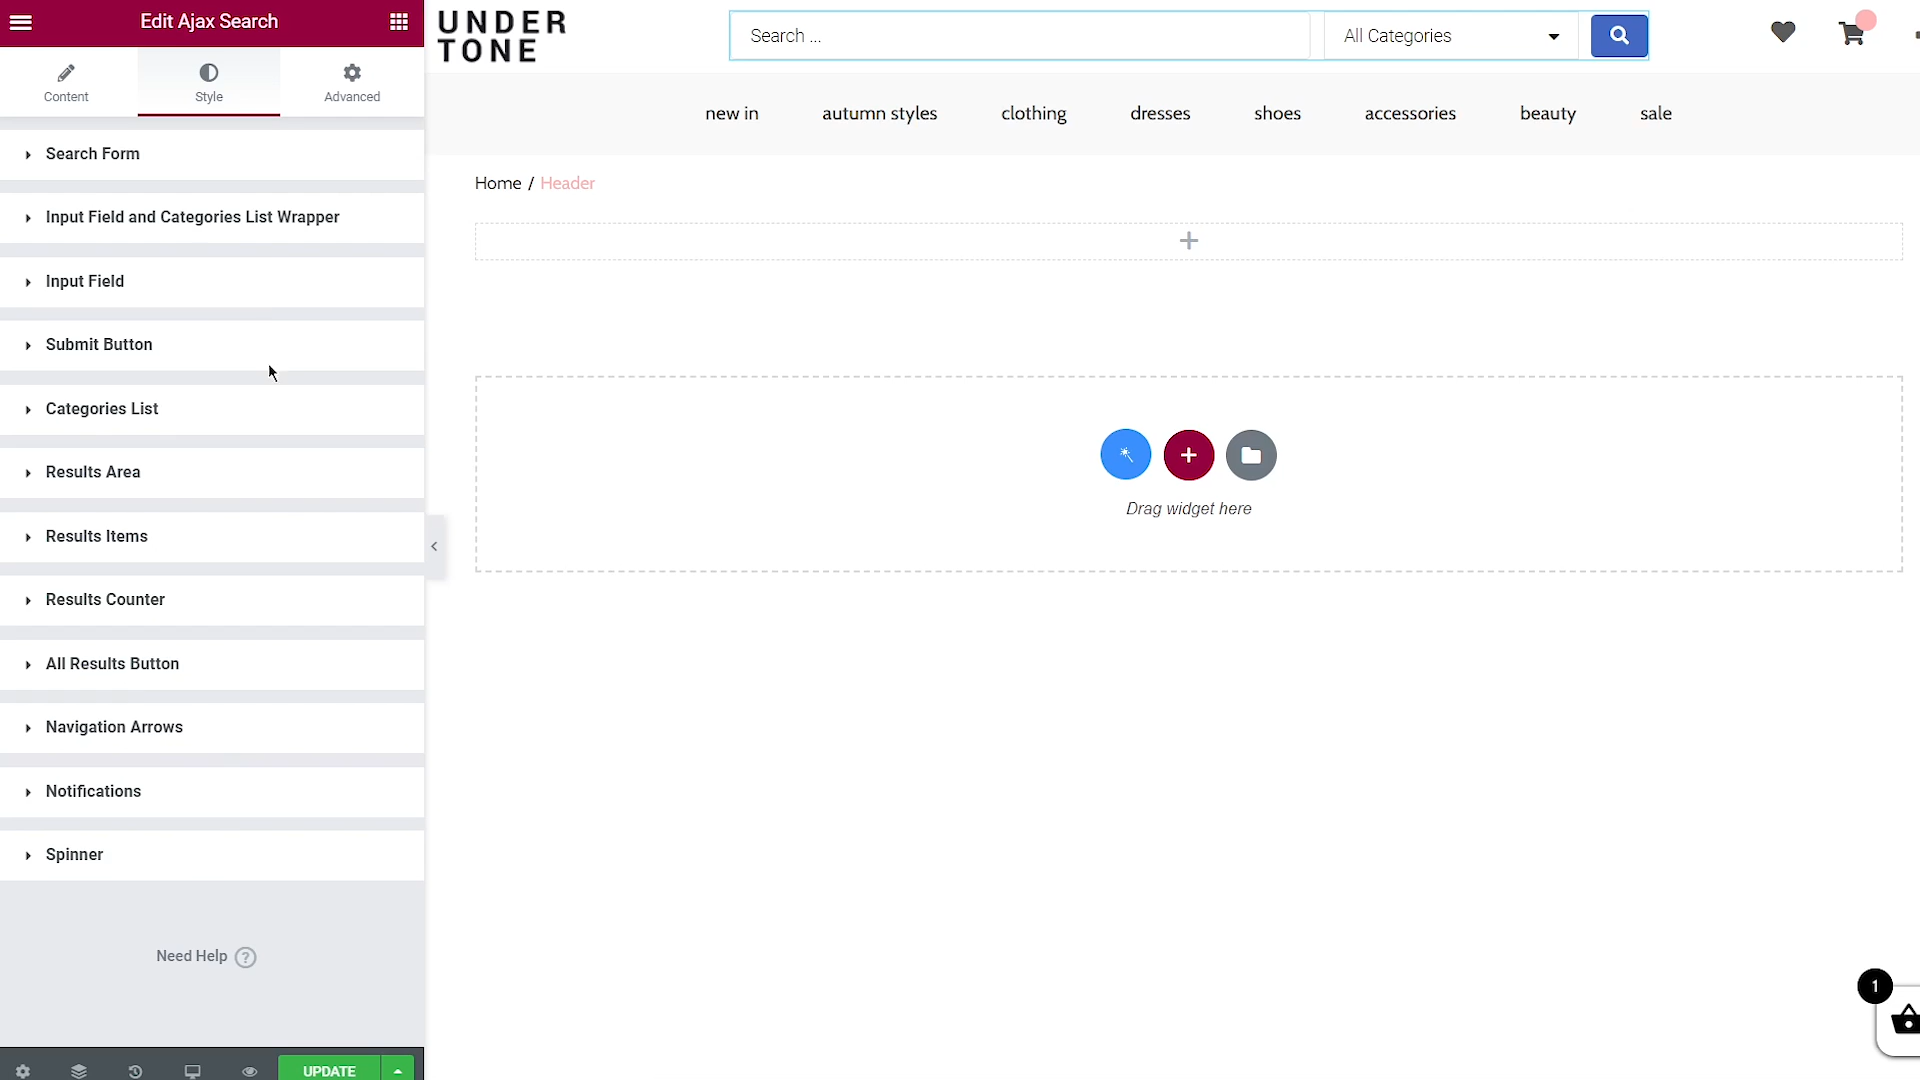 Edit Ajax Search
Content
Style
Advanced
Search Form
Input Field and Categories List Wrapper
Input Field
Submit Button
Categories List
Results Area
Results Items
Results Counter
All Results Button
Navigation Arrows
Notifications
Spinner
Need Help ?
UPDATE
UNDER
TONE
Search ...
All Categories
new in
autumn styles
clothing
dresses
shoes
accessories
beauty
sale
Home / Header
Drag widget here
1